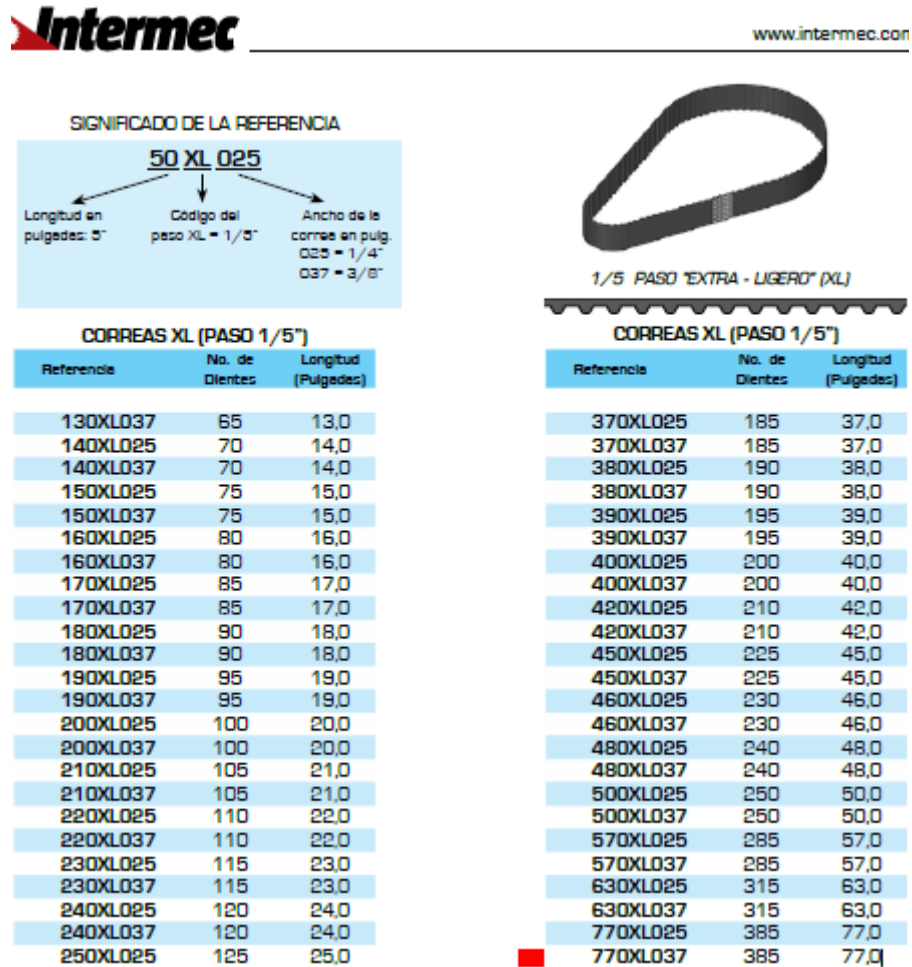 Intermec
www.intermec.com
SIGNIFICADO DE LA REFERENCIA
50 XL 025
Longitud en
pulgadas: 5"
Código del
paso XL = 1/5"
Ancho de la
correa en pulg.
025 = 1/4"
037 = 3/8"
1/5 PASO "EXTRA - LIGERO" (XL)
CORREAS XL (PASO 1/5")
Referencia No. de Dientes Longitud (Pulgadas)
130XL037 65 13,0
140XL025 70 14,0
140XL037 70 14,0
150XL025 75 15,0
150XL037 75 15,0
160XL025 80 16,0
160XL037 80 16,0
170XL025 85 17,0
170XL037 85 17,0
180XL025 90 18,0
180XL037 90 18,0
190XL025 95 19,0
190XL037 95 19,0
200XL025 100 20,0
200XL037 100 20,0
210XL025 105 21,0
210XL037 105 21,0
220XL025 110 22,0
220XL037 110 22,0
230XL025 115 23,0
230XL037 115 23,0
240XL025 120 24,0
240XL037 120 24,0
250XL025 125 25,0
CORREAS XL (PASO 1/5")
Referencia No. de Dientes Longitud (Pulgadas)
370XL025 185 37,0
370XL037 185 37,0
380XL025 190 38,0
380XL037 190 38,0
390XL025 195 39,0
390XL037 195 39,0
400XL025 200 40,0
400XL037 200 40,0
420XL025 210 42,0
420XL037 210 42,0
450XL025 225 45,0
450XL037 225 45,0
460XL025 230 46,0
460XL037 230 46,0
480XL025 240 48,0
480XL037 240 48,0
500XL025 250 50,0
500XL037 250 50,0
570XL025 285 57,0
570XL037 285 57,0
630XL025 315 63,0
630XL037 315 63,0
770XL025 385 77,0
770XL037 385 77,0